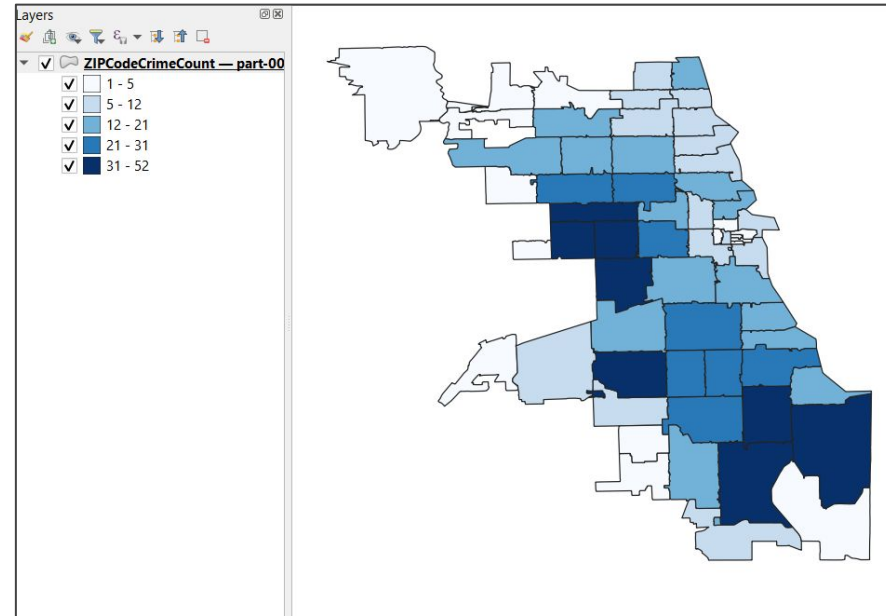 Layers
ZIPCodeCrimeCount — part-00
1 - 5
5 - 12
12 - 21
21 - 31
31 - 52